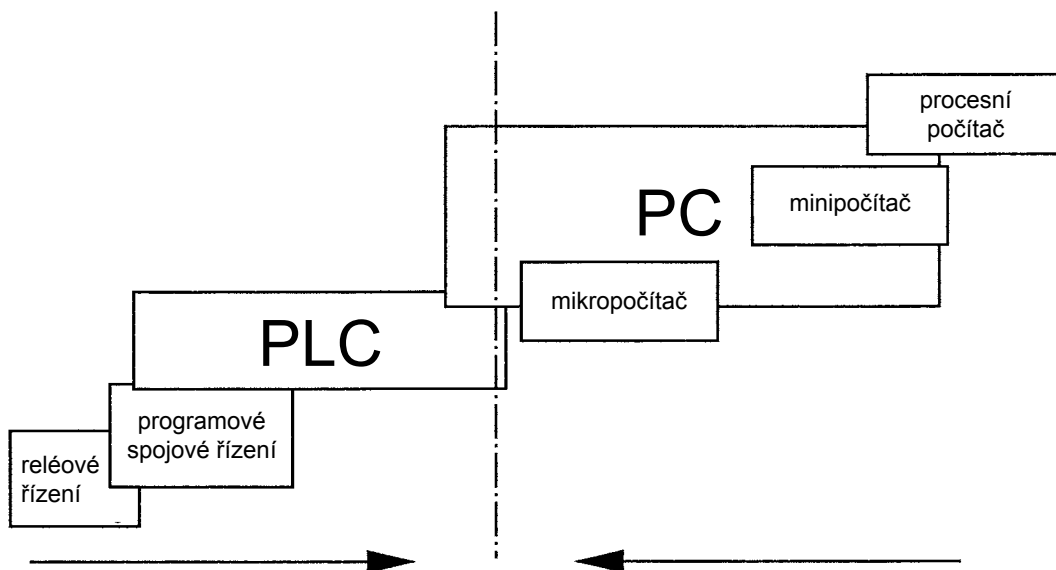 procesní
počítač
minipočítač
PC
mikropočítač
PLC
programové
spojové řízení
reléové
řízení